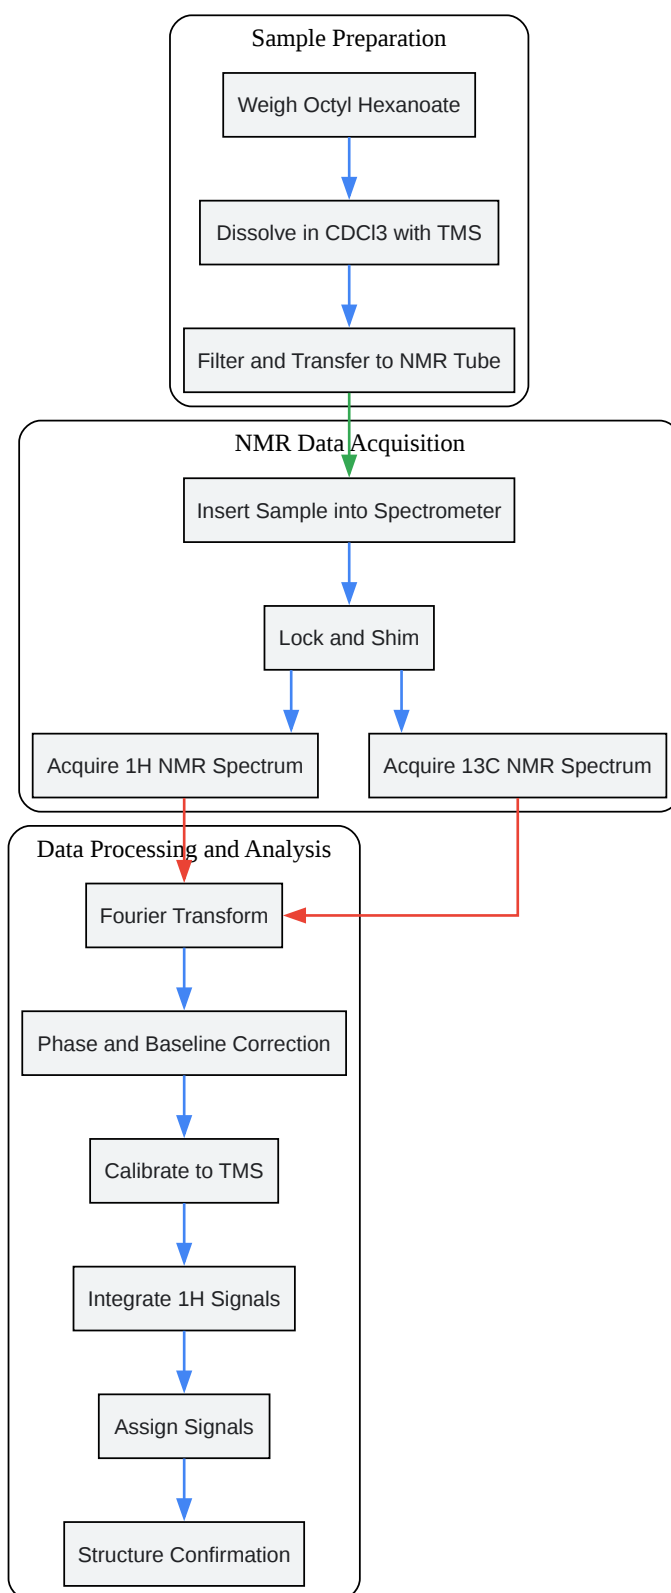 Sample Preparation
Weigh Octyl Hexanoate
Dissolve in CDCl3 with TMS
Filter and Transfer to NMR Tube
NMR Data Acquisition
Insert Sample into Spectrometer
Lock and Shim
Acquire 1H NMR Spectrum
Acquire 13C NMR Spectrum
Data Processing and Analysis
Fourier Transform
Phase and Baseline Correction
Calibrate to TMS
Integrate 1H Signals
Assign Signals
Structure Confirmation